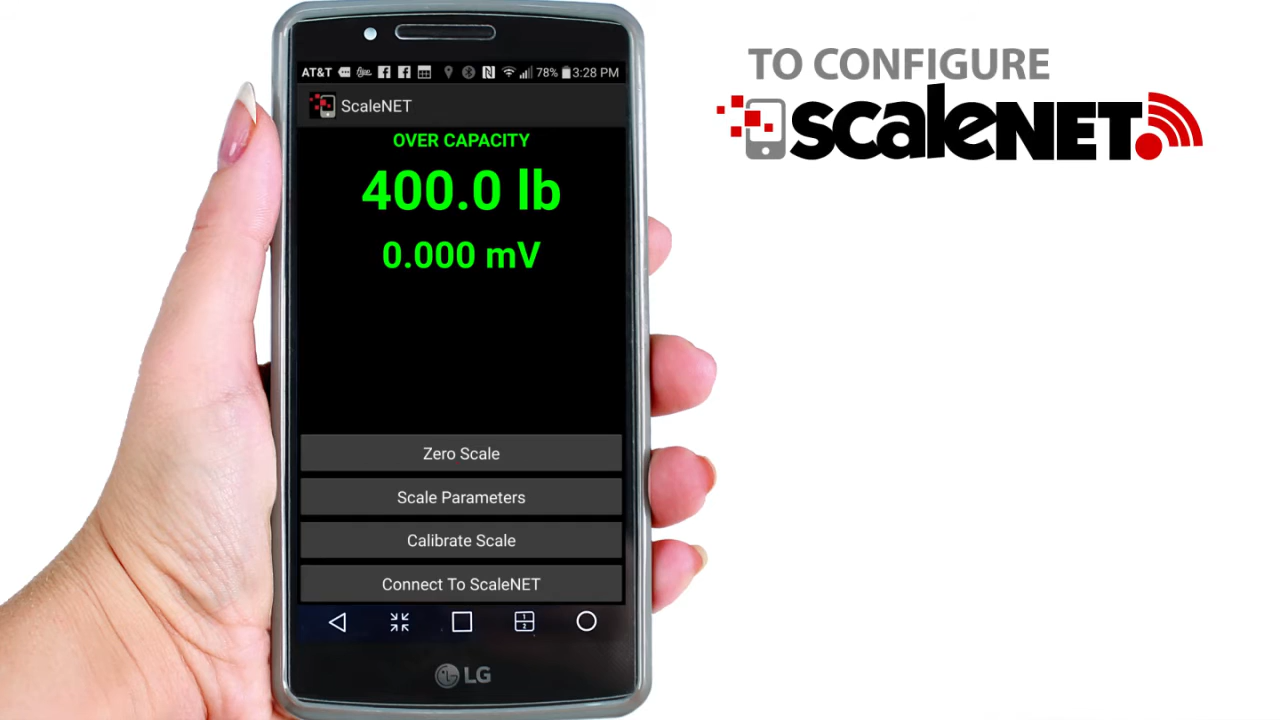 AT&T 78% 3:28 PM
ScaleNET
OVER CAPACITY
400.0 lb
0.000 mV
Zero Scale
Scale Parameters
Calibrate Scale
Connect To ScaleNET
LG
TO CONFIGURE
scaleNET